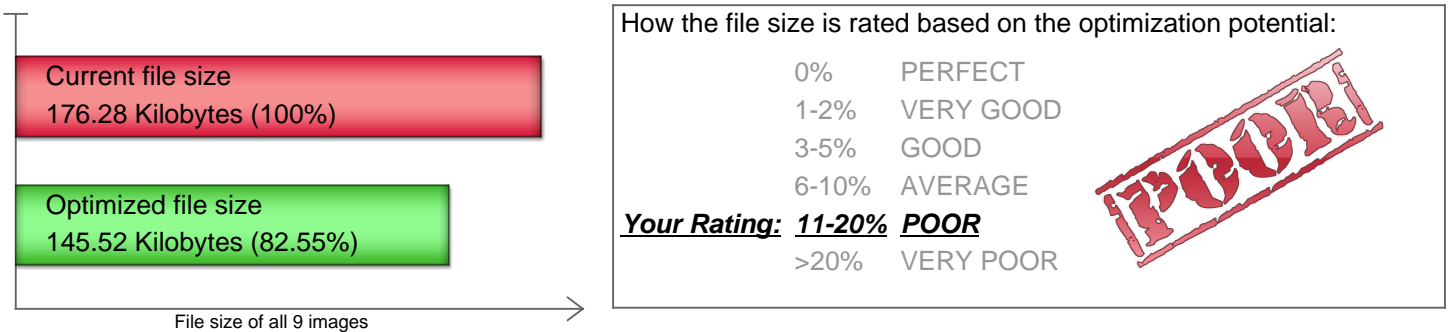 Current file size
176.28 Kilobytes (100%)
Optimized file size
145.52 Kilobytes (82.55%)
File size of all 9 images
How the file size is rated based on the optimization potential:
0% PERFECT
1-2% VERY GOOD
3-5% GOOD
6-10% AVERAGE
Your Rating: 11-20% POOR
>20% VERY POOR
POOR